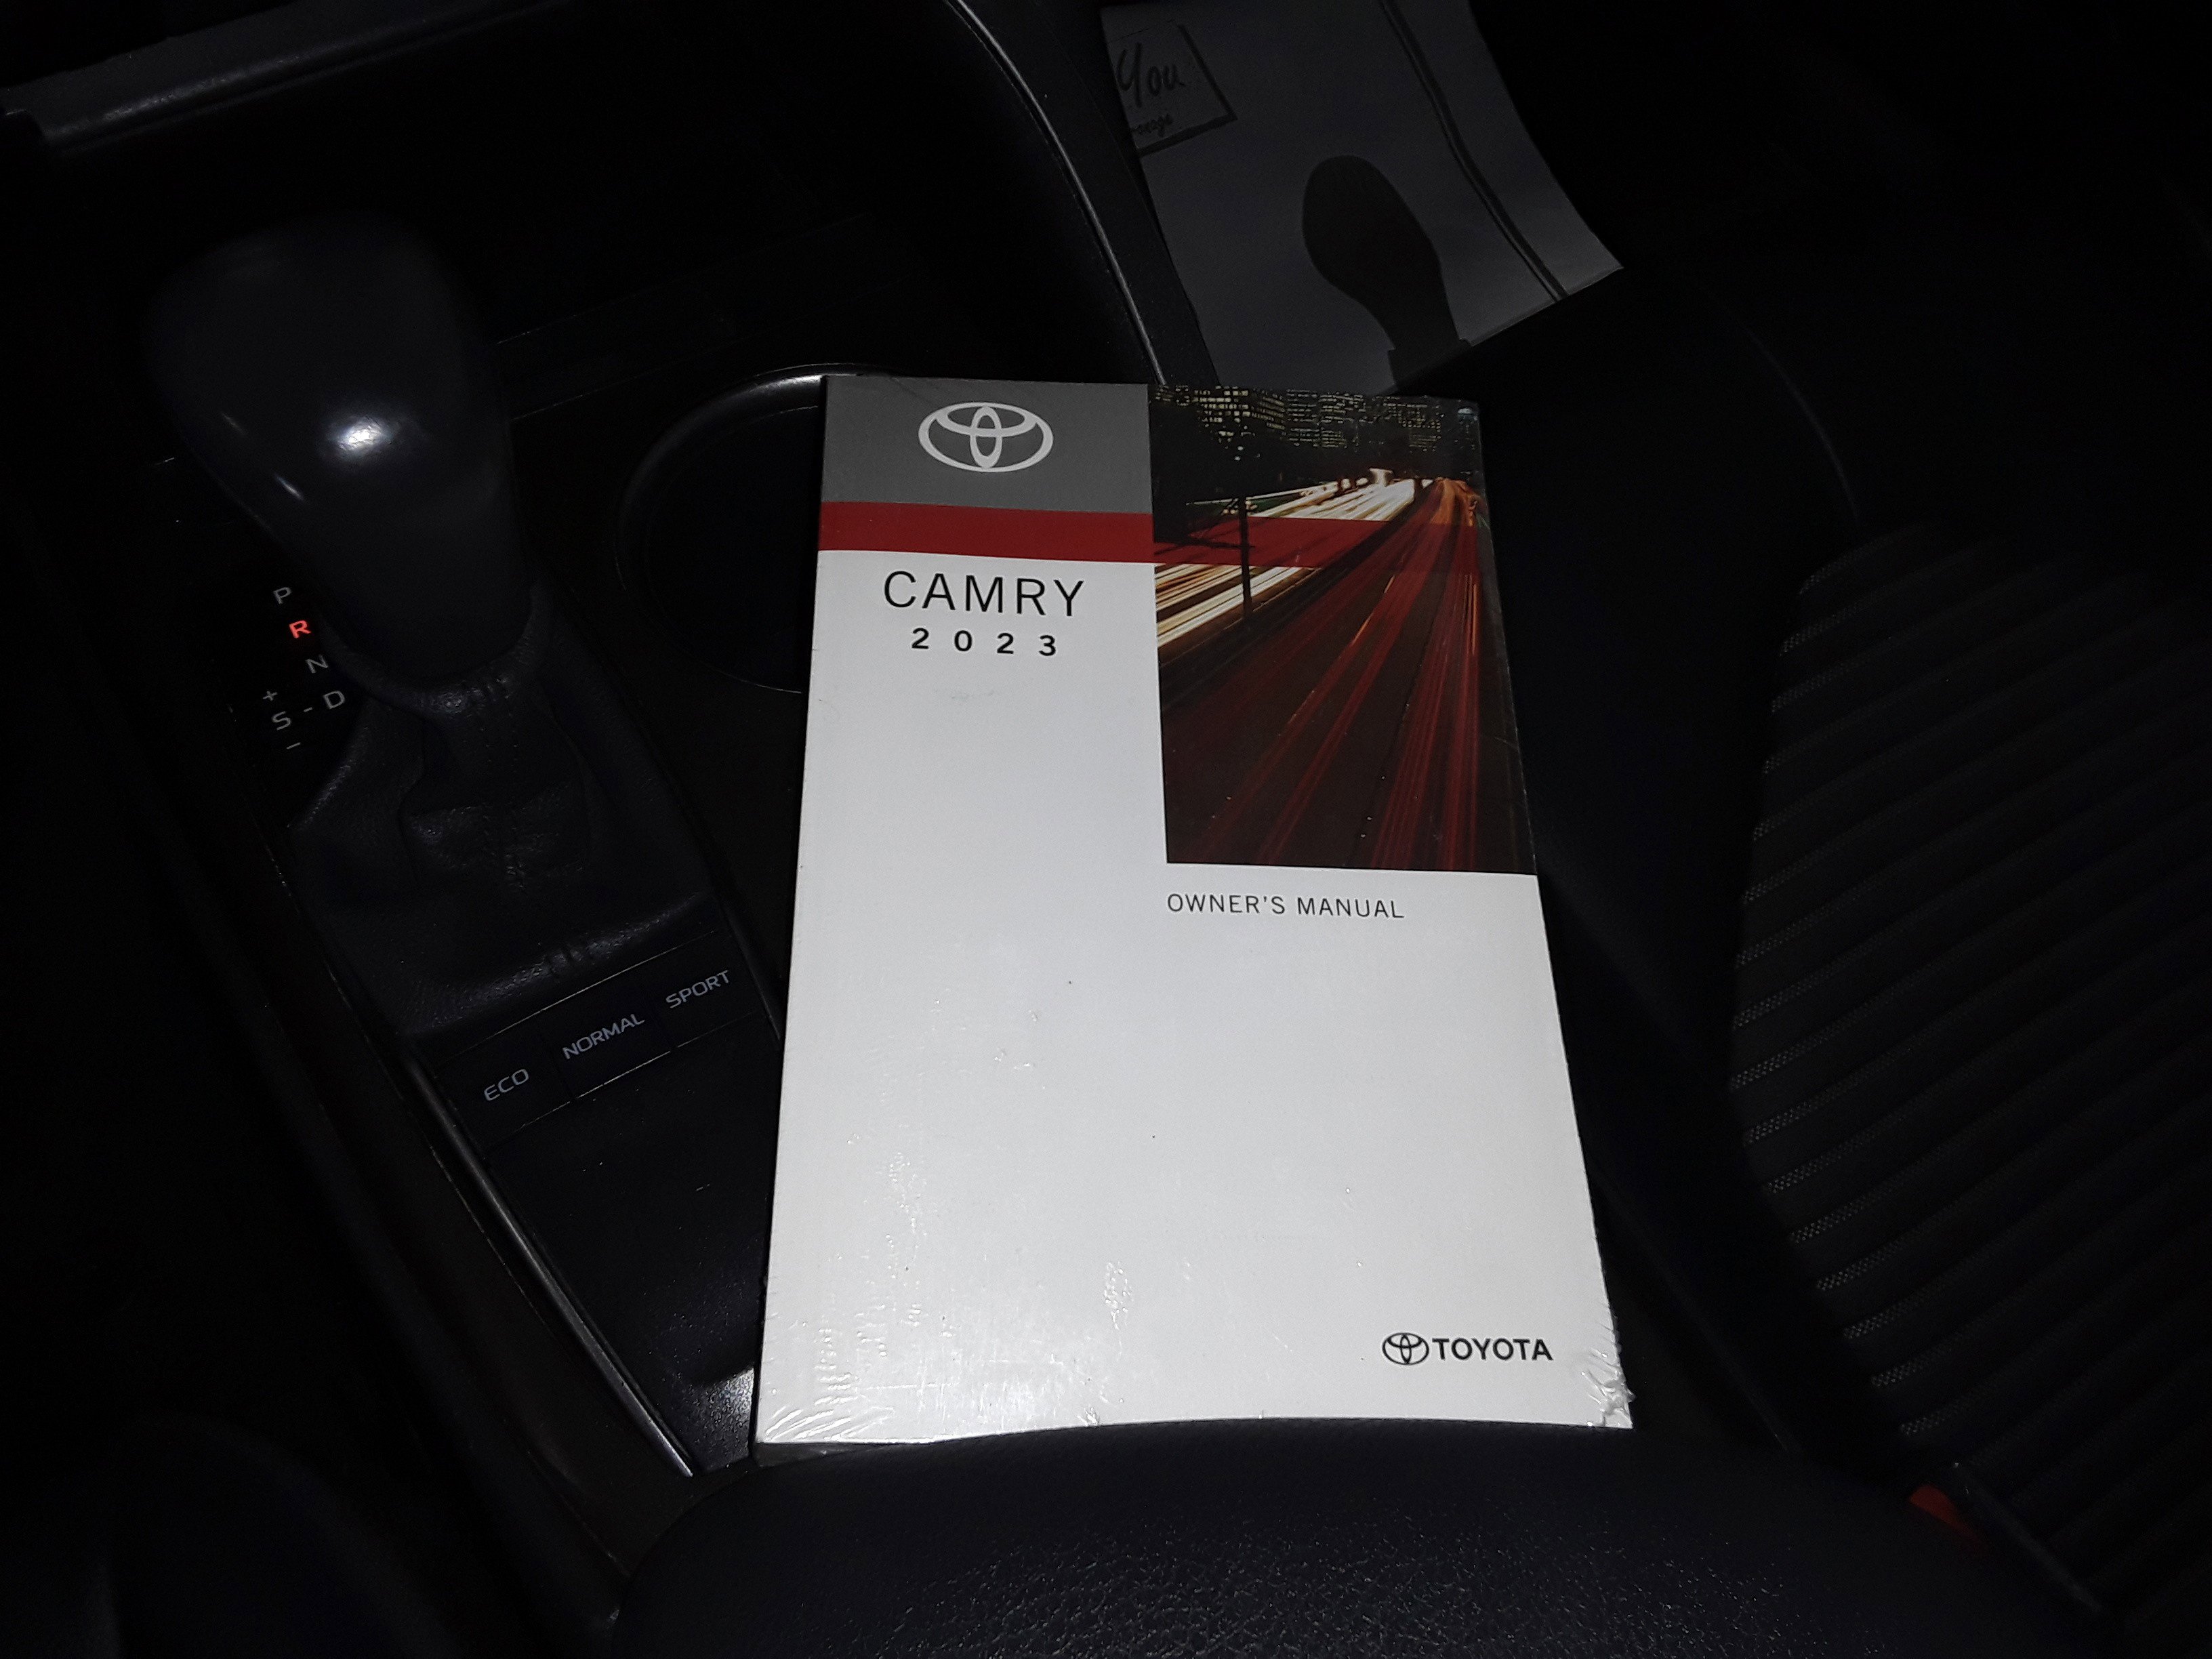 You
P
R
N
+
S - D
-
ECO NORMAL SPORT
CAMRY
2023
OWNER'S MANUAL
TOYOTA